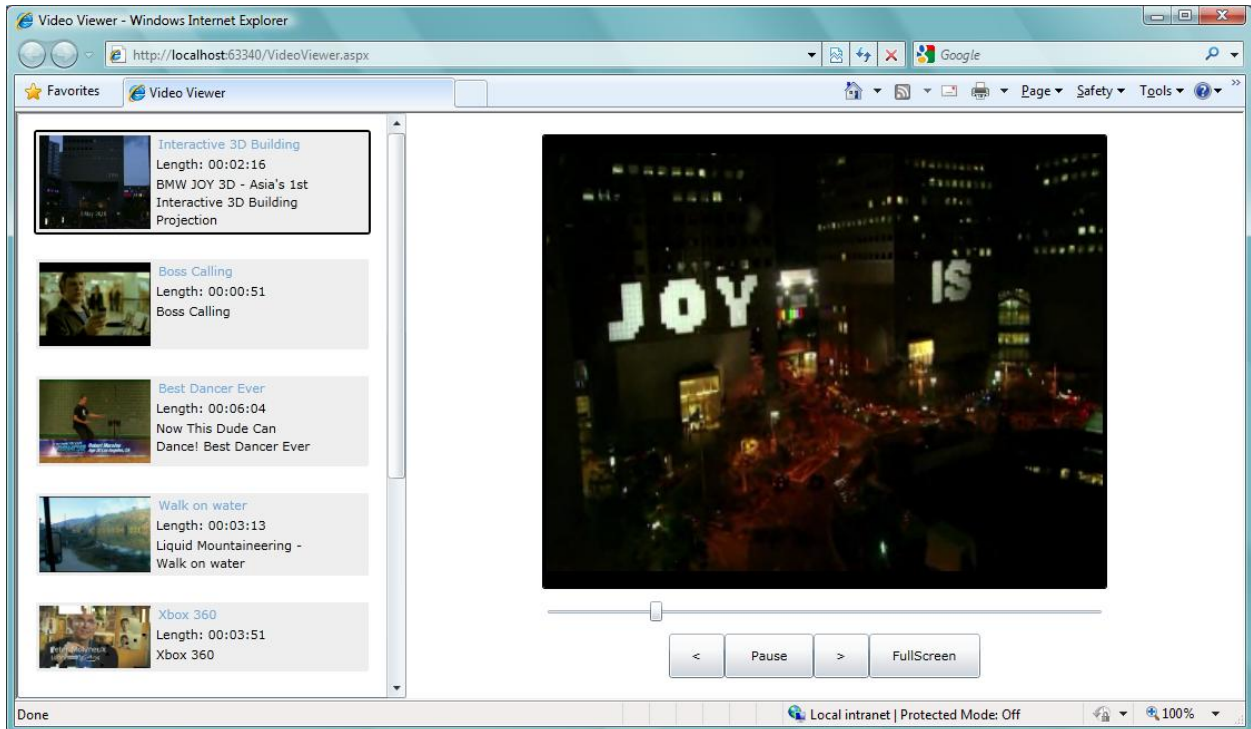 Video Viewer - Windows Internet Explorer
http://localhost:63340/VideoViewer.aspx
Google
Favorites
Video Viewer
Page
Safety
Tools
Interactive 3D Building
Length: 00:02:16
BMW JOY 3D - Asia's 1st
Interactive 3D Building
Projection
Boss Calling
Length: 00:00:51
Boss Calling
Best Dancer Ever
Length: 00:06:04
Now This Dude Can
Dance! Best Dancer Ever
Walk on water
Length: 00:03:13
Liquid Mountaineering -
Walk on water
Xbox 360
Length: 00:03:51
Xbox 360
JOY IS
< Pause > FullScreen
Done
Local intranet | Protected Mode: Off
100%